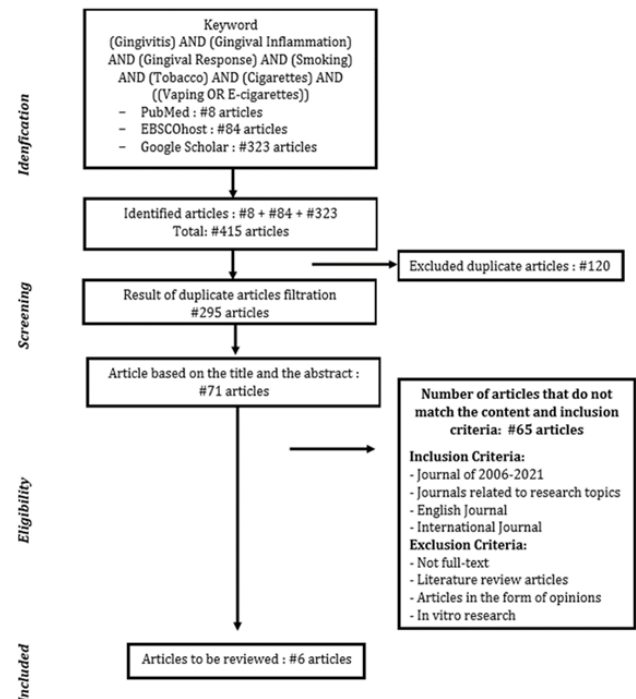 Keyword
(Gingivitis) AND (Gingival Inflammation)
AND (Gingival Response) AND (Smoking)
AND (Tobacco) AND (Cigarettes) AND
((Vaping OR E-cigarettes))
– PubMed : #8 articles
– EBSCOhost : #84 articles
– Google Scholar : #323 articles
Idenfication
Identified articles : #8 + #84 + #323
Total: #415 articles
Excluded duplicate articles : #120
Screening
Result of duplicate articles filtration
#295 articles
Article based on the title and the abstract :
#71 articles
Number of articles that do not
match the content and inclusion
criteria: #65 articles
Inclusion Criteria:
- Journal of 2006-2021
- Journals related to research topics
- English Journal
- International Journal
Exclusion Criteria:
- Not full-text
- Literature review articles
- Articles in the form of opinions
- In vitro research
Eligibility
Articles to be reviewed : #6 articles
Included